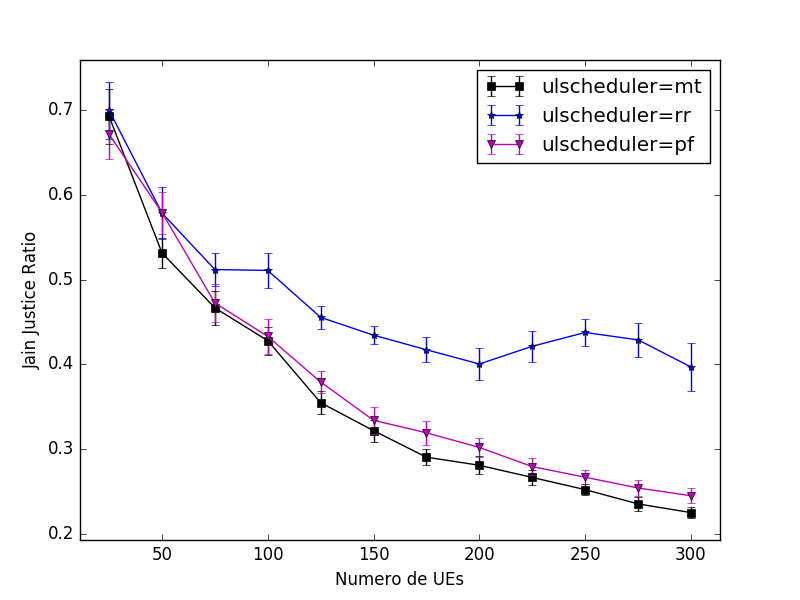 ulscheduler=mt
ulscheduler=rr
ulscheduler=pf
0.7
0.6
0.5
0.4
0.3
0.2
Jain Justice Ratio
50 100 150 200 250 300
Numero de UEs